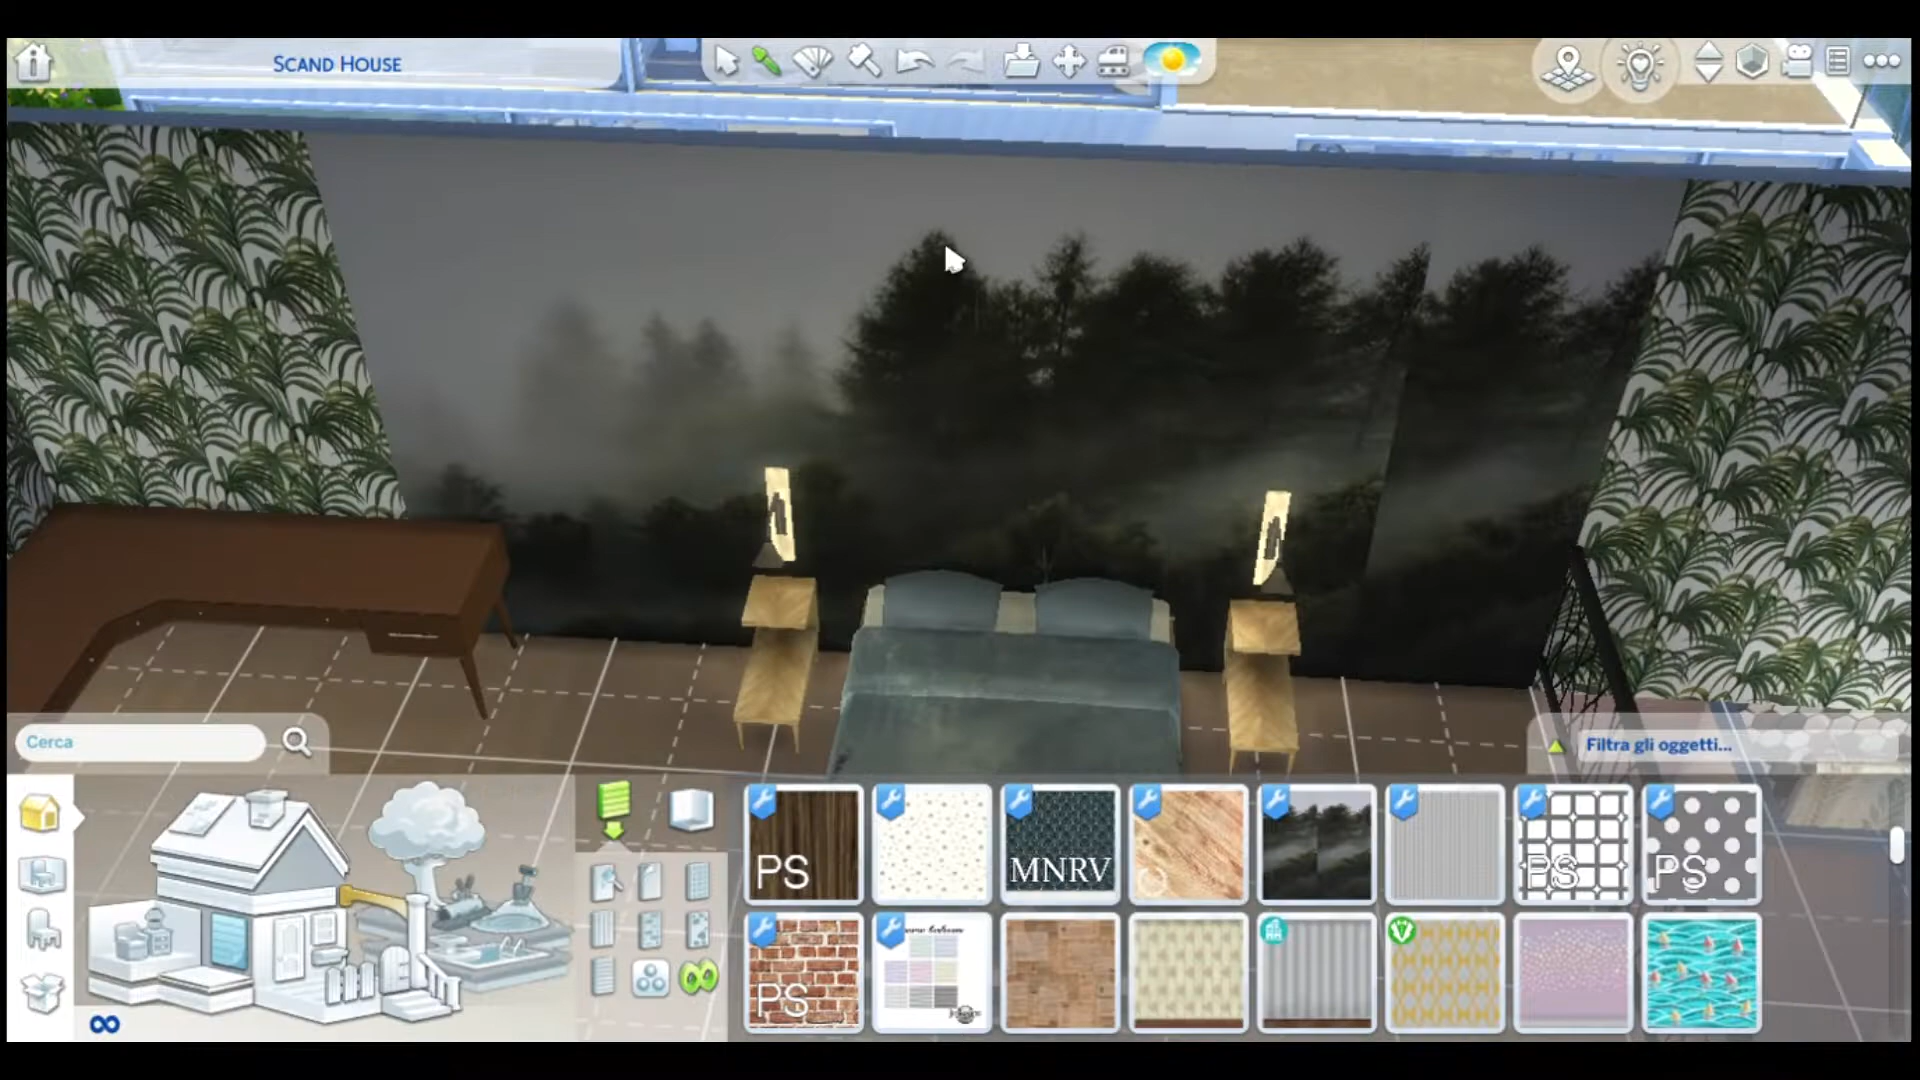 SCAND HOUSE
Cerca
Filtra gli oggetti...
PS
MNRV
PS
PS
PS